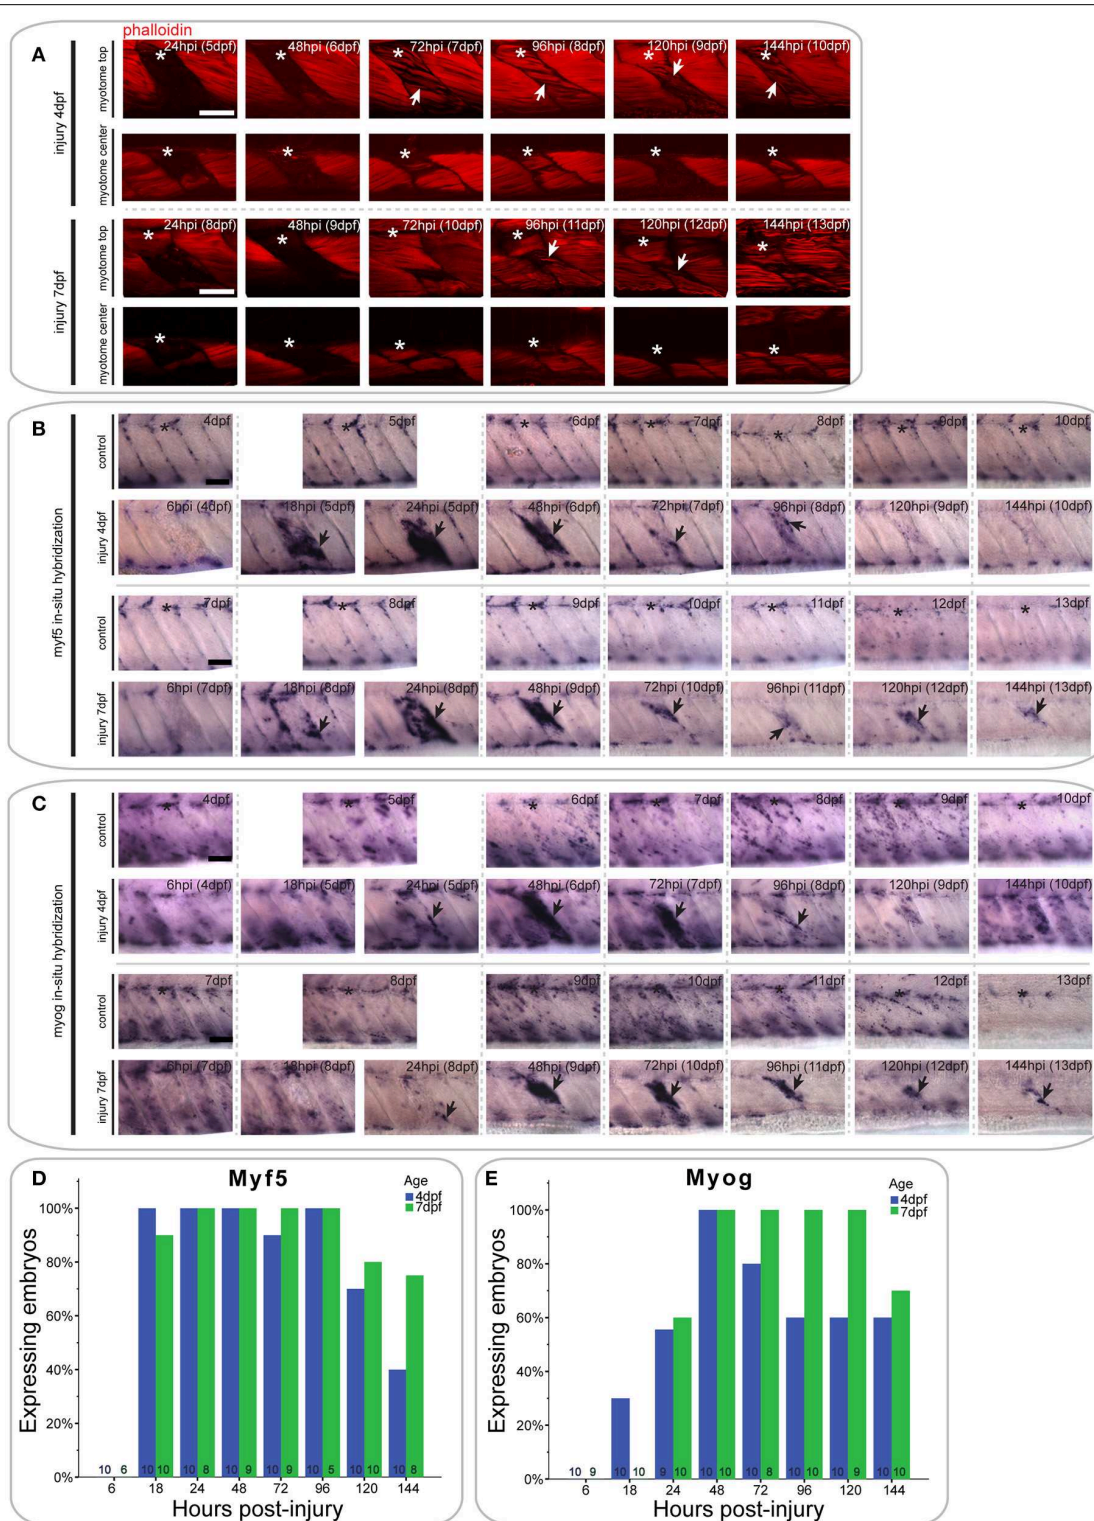 phalloidin
A
injury 4dpf
myotome top
24hpi (5dpf)
48hpi (6dpf)
72hpi (7dpf)
96hpi (8dpf)
120hpi (9dpf)
144hpi (10dpf)
myotome center
injury 7dpf
myotome top
24hpi (8dpf)
48hpi (9dpf)
72hpi (10dpf)
96hpi (11dpf)
120hpi (12dpf)
144hpi (13dpf)
myotome center
B
myf5 in-situ hybridization
control
4dpf
5dpf
6dpf
7dpf
8dpf
9dpf
10dpf
injury 4dpf
6hpi (4dpf)
18hpi (5dpf)
24hpi (5dpf)
48hpi (6dpf)
72hpi (7dpf)
96hpi (8dpf)
120hpi (9dpf)
144hpi (10dpf)
control
7dpf
8dpf
9dpf
10dpf
11dpf
12dpf
13dpf
injury 7dpf
6hpi (7dpf)
18hpi (8dpf)
24hpi (8dpf)
48hpi (9dpf)
72hpi (10dpf)
96hpi (11dpf)
120hpi (12dpf)
144hpi (13dpf)
C
myog in-situ hybridization
control
4dpf
5dpf
6dpf
7dpf
8dpf
9dpf
10dpf
injury 4dpf
6hpi (4dpf)
18hpi (5dpf)
24hpi (5dpf)
48hpi (6dpf)
72hpi (7dpf)
96hpi (8dpf)
120hpi (9dpf)
144hpi (10dpf)
control
7dpf
8dpf
9dpf
10dpf
11dpf
12dpf
13dpf
injury 7dpf
6hpi (7dpf)
18hpi (8dpf)
24hpi (8dpf)
48hpi (9dpf)
72hpi (10dpf)
96hpi (11dpf)
120hpi (12dpf)
144hpi (13dpf)
D
Myf5
Age
4dpf
7dpf
Expressing embryos
100%
80%
60%
40%
20%
0%
10 6 10 10 10 8 10 9 10 9 10 5 10 10 10 8
6 18 24 48 72 96 120 144
Hours post-injury
E
Myog
Age
4dpf
7dpf
Expressing embryos
100%
80%
60%
40%
20%
0%
10 9 10 10 9 10 10 10 10 8 10 10 10 9 10 10
6 18 24 48 72 96 120 144
Hours post-injury